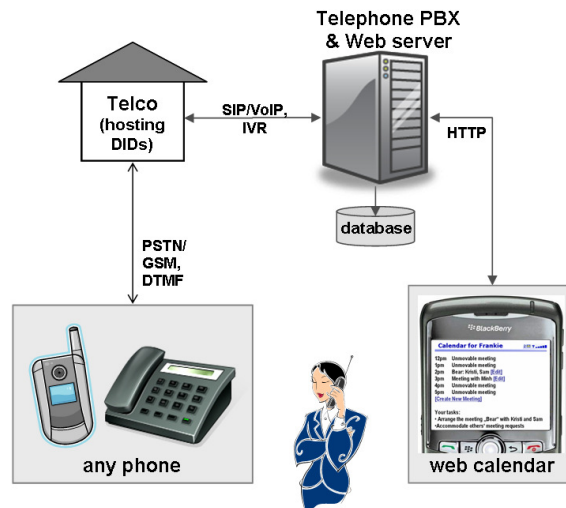 Telephone PBX
& Web server
Telco
(hosting
DIDs)
SIP/VoIP,
IVR
HTTP
database
PSTN/
GSM,
DTMF
BlackBerry
Calendar for Frankie
12pm Unmovable meeting
1pm Unmovable meeting
2pm Bear: Kristi, Sam [Edit]
3pm Meeting with Minh [Edit]
4pm Unmovable meeting
5pm Unmovable meeting
[Create New Meeting]
Your tasks:
• Arrange the meeting „Bear" with Kristi and Sam
•Accommodate others' meeting requests
any phone
web calendar